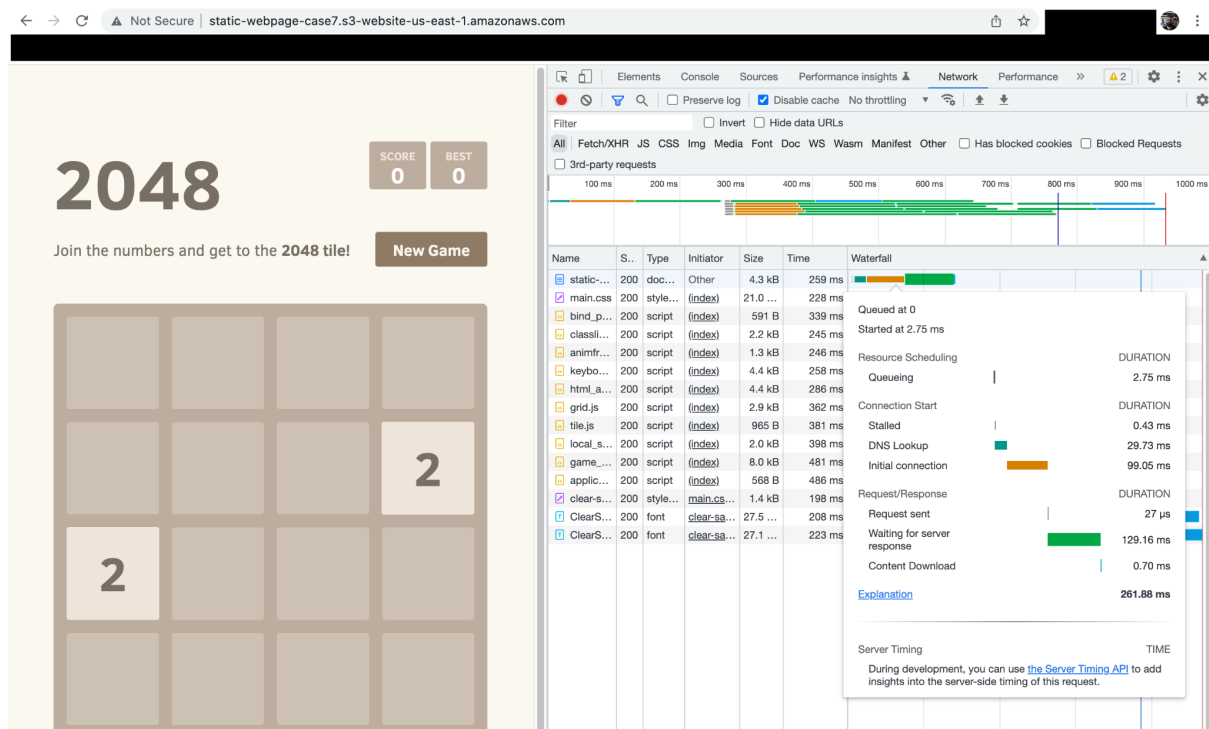 Not Secure | static-webpage-case7.s3-website-us-east-1.amazonaws.com
2048
SCORE
0
BEST
0
Join the numbers and get to the 2048 tile!
New Game
2
2
Elements Console Sources Performance insights Network Performance » 2
Preserve log Disable cache No throttling
Filter Invert Hide data URLs
All Fetch/XHR JS CSS Img Media Font Doc WS Wasm Manifest Other Has blocked cookies Blocked Requests
3rd-party requests
100 ms 200 ms 300 ms 400 ms 500 ms 600 ms 700 ms 800 ms 900 ms 1000 ms
Name S... Type Initiator Size Time Waterfall
static-... 200 doc... Other 4.3 kB 259 ms
main.css 200 style... (index) 21.0 ... 228 ms
bind_p... 200 script (index) 591 B 339 ms
classli... 200 script (index) 2.2 kB 245 ms
animfr... 200 script (index) 1.3 kB 246 ms
keybo... 200 script (index) 4.4 kB 258 ms
html_a... 200 script (index) 4.4 kB 286 ms
grid.js 200 script (index) 2.9 kB 362 ms
tile.js 200 script (index) 965 B 381 ms
local_s... 200 script (index) 2.0 kB 398 ms
game_... 200 script (index) 8.0 kB 481 ms
applic... 200 script (index) 568 B 486 ms
clear-s... 200 style... main.cs... 1.4 kB 198 ms
ClearS... 200 font clear-sa... 27.5 ... 208 ms
ClearS... 200 font clear-sa... 27.1 ... 223 ms
Queued at 0
Started at 2.75 ms
Resource Scheduling DURATION
Queueing 2.75 ms
Connection Start DURATION
Stalled 0.43 ms
DNS Lookup 29.73 ms
Initial connection 99.05 ms
Request/Response DURATION
Request sent 27 μs
Waiting for server
response 129.16 ms
Content Download 0.70 ms
Explanation 261.88 ms
Server Timing TIME
During development, you can use the Server Timing API to add
insights into the server-side timing of this request.